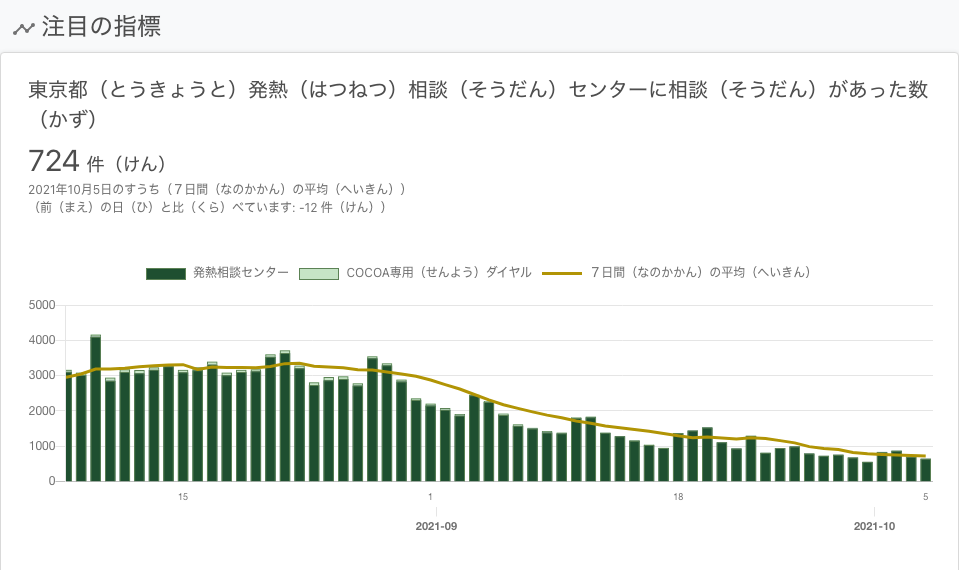 注目の指標
東京都（とうきょうと）発熱（はつねつ）相談（そうだん）センターに相談（そうだん）があった数
（かず）
724 件（けん）
2021年10月5日のすうち（７日間（なのかかん）の平均（へいきん））
（前（まえ）の日（ひ）と比（くら）べています: -12 件（けん））
発熱相談センター COCOA専用（せんよう）ダイヤル ７日間（なのかかん）の平均（へいきん）
5000
4000
3000
2000
1000
0
15 1 18 5
2021-09 2021-10